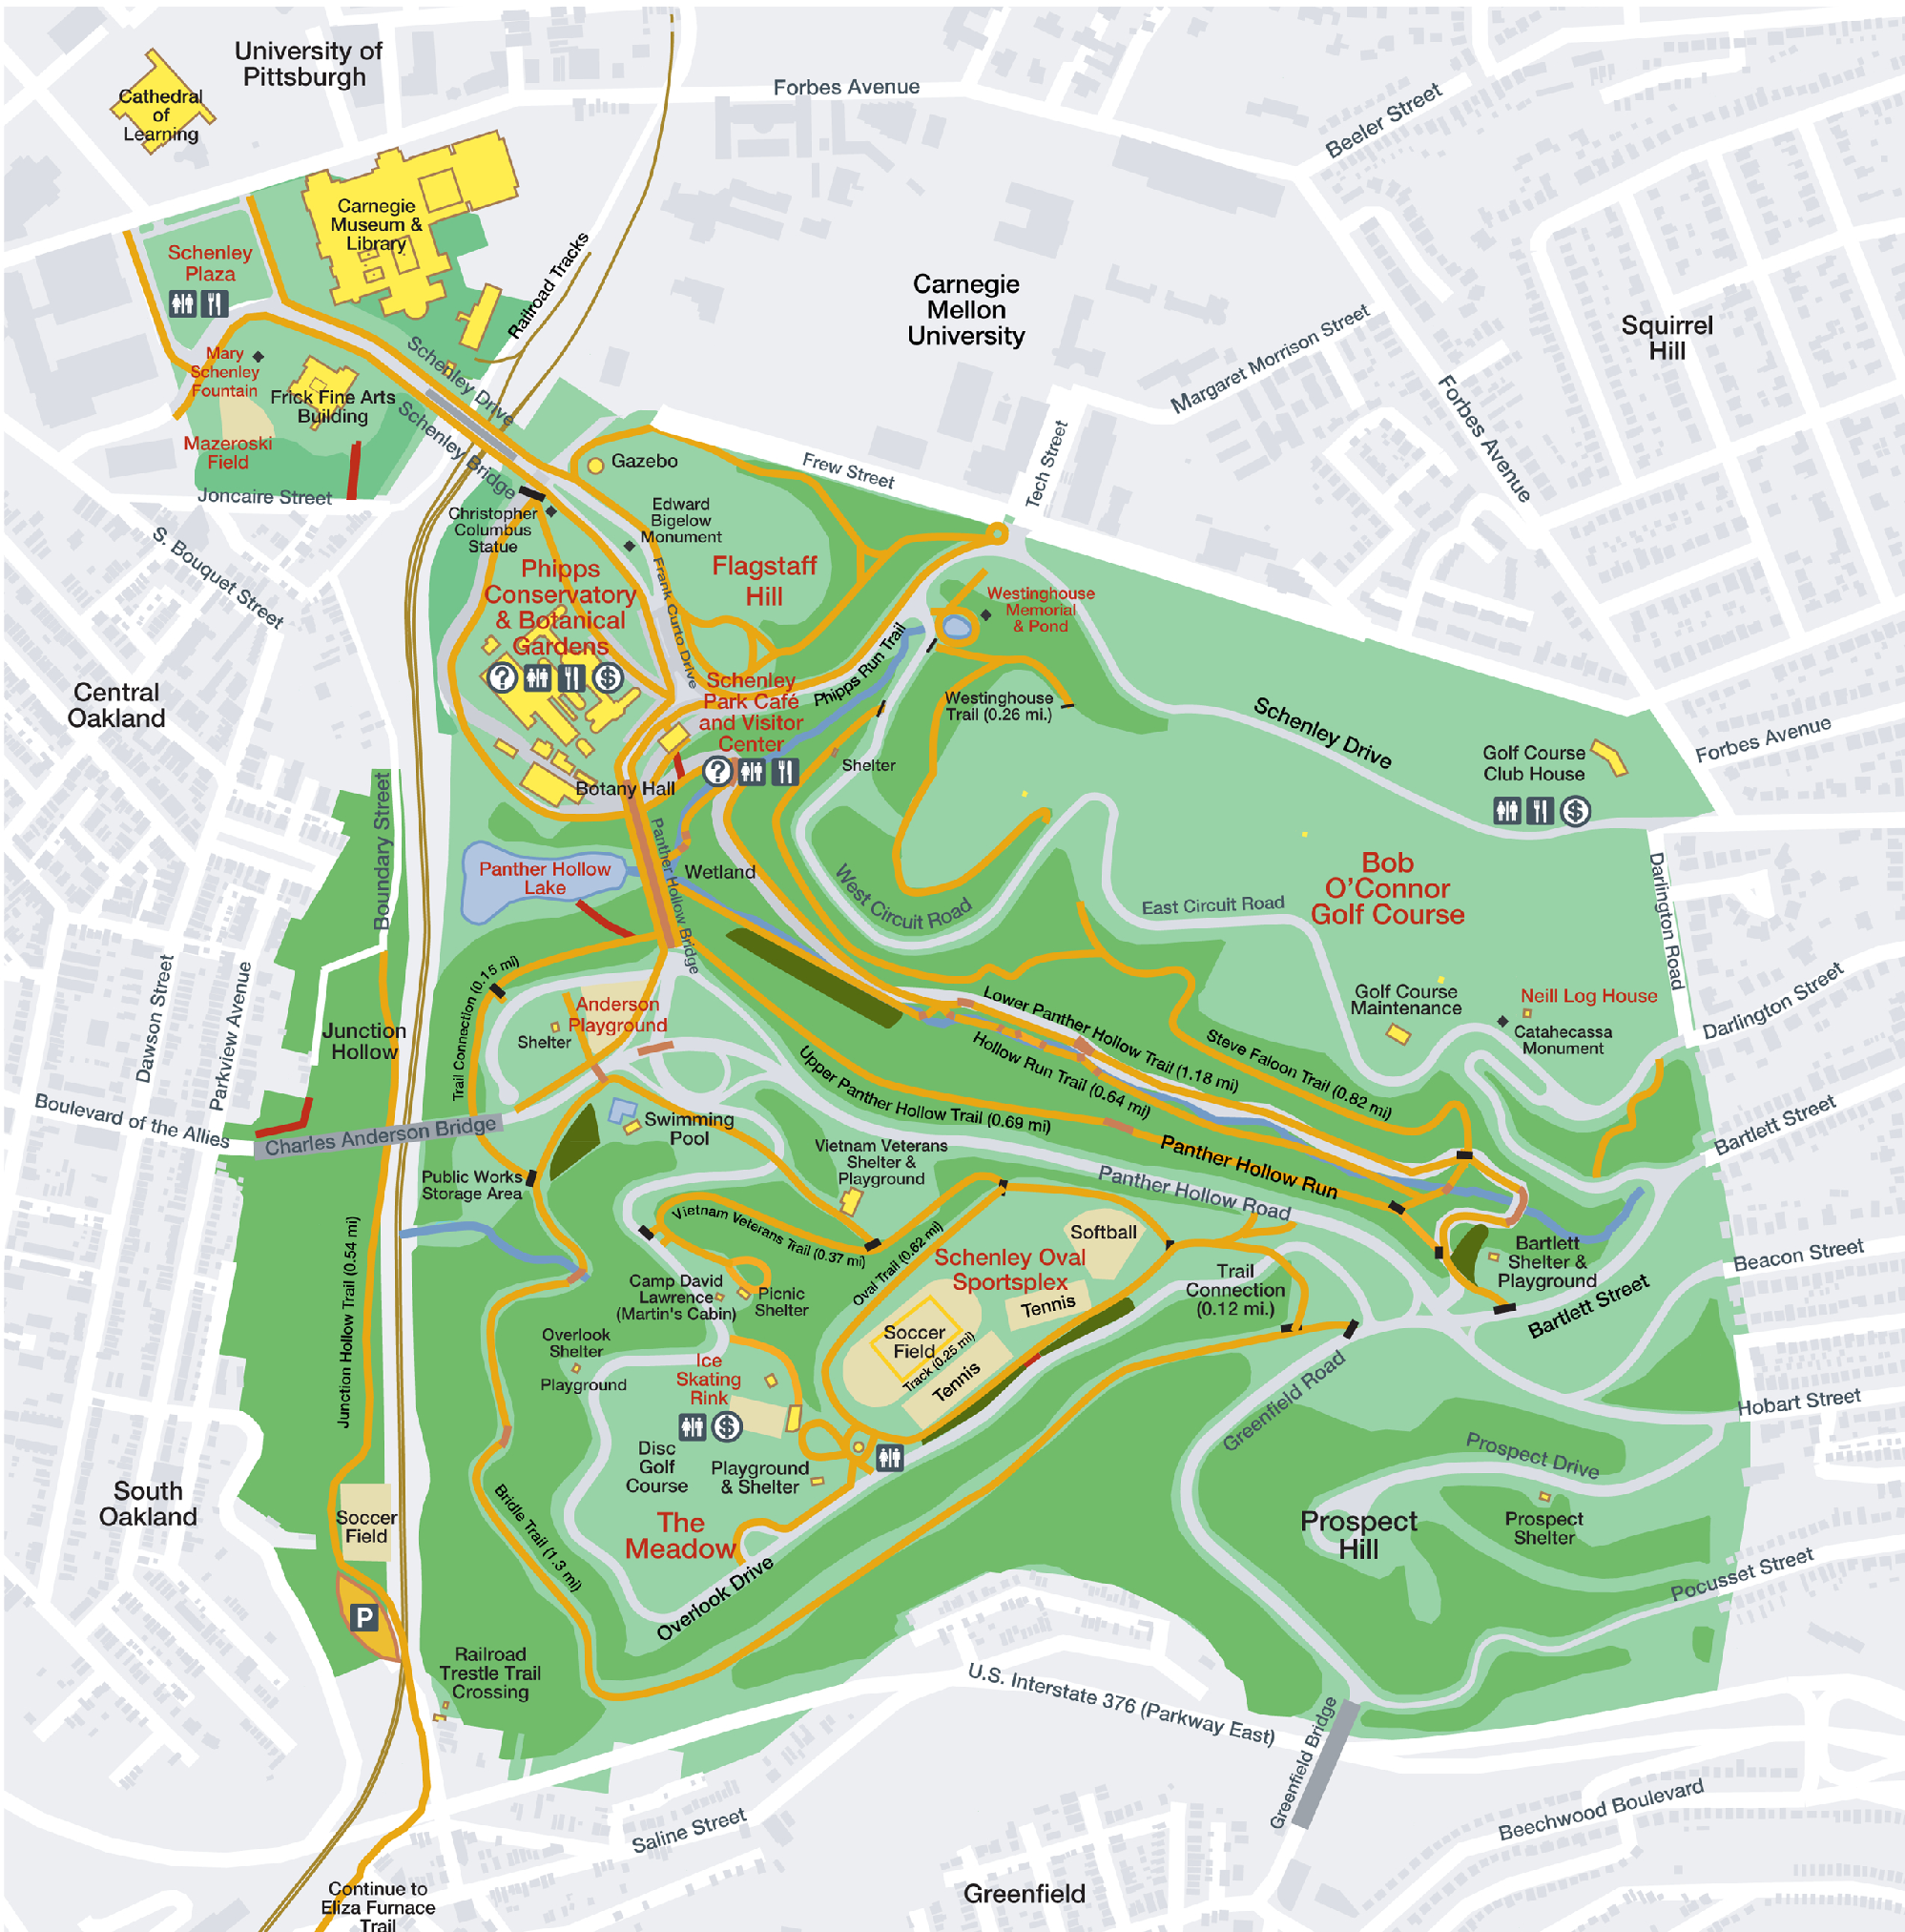 University of
Pittsburgh
Cathedral
of
Learning
Forbes Avenue
Beeler Street
Carnegie
Museum &
Library
Schenley
Plaza
Railroad Tracks
Carnegie
Mellon
University
Margaret Morrison Street
Squirrel
Hill
Forbes Avenue
Mary
Schenley
Fountain
Frick Fine Arts
Building
Schenley Drive
Schenley Bridge
Mazeroski
Field
Joncaire Street
Gazebo
Frew Street
Tech Street
S. Bouquet Street
Christopher
Columbus
Statue
Edward
Bigelow
Monument
Phipps
Conservatory
& Botanical
Gardens
?
$
Frank Curto Drive
Flagstaff
Hill
Westinghouse
Memorial
& Pond
Phipps Run Trail
Central
Oakland
Schenley
Park Café
and Visitor
Center
?
Westinghouse
Trail (0.26 mi.)
Schenley Drive
Golf Course
Club House
$
Forbes Avenue
Shelter
Botany Hall
Boundary Street
Panther Hollow
Lake
Panther Hollow Bridge
Wetland
West Circuit Road
East Circuit Road
Bob
O'Connor
Golf Course
Darlington Road
Darlington Street
Dawson Street
Parkview Avenue
Junction
Hollow
Trail Connection (0.15 mi)
Anderson
Playground
Shelter
Golf Course
Maintenance
Neill Log House
Catahecassa
Monument
Lower Panther Hollow Trail (1.18 mi)
Hollow Run Trail (0.64 mi)
Steve Faloon Trail (0.82 mi)
Upper Panther Hollow Trail (0.69 mi)
Panther Hollow Run
Panther Hollow Road
Boulevard of the Allies
Charles Anderson Bridge
Swimming
Pool
Bartlett Street
Public Works
Storage Area
Vietnam Veterans
Shelter &
Playground
Vietnam Veterans Trail (0.37 mi)
Oval Trail (0.62 mi)
Softball
Schenley Oval
Sportsplex
Trail
Connection
(0.12 mi.)
Bartlett
Shelter &
Playground
Bartlett Street
Beacon Street
Camp David
Lawrence
(Martin's Cabin)
Picnic
Shelter
Tennis
Soccer
Field
Track (0.25 mi)
Tennis
Overlook
Shelter
Playground
Ice
Skating
Rink
$
Junction Hollow Trail (0.54 mi)
Greenfield Road
Hobart Street
Disc
Golf
Course
Playground
& Shelter
Prospect Drive
South
Oakland
Soccer
Field
Bridle Trail (1.3 mi)
The
Meadow
Overlook Drive
Prospect
Hill
Prospect
Shelter
Pocusset Street
P
Railroad
Trestle Trail
Crossing
U.S. Interstate 376 (Parkway East)
Greenfield Bridge
Saline Street
Beechwood Boulevard
Greenfield
Continue to
Eliza Furnace
Trail